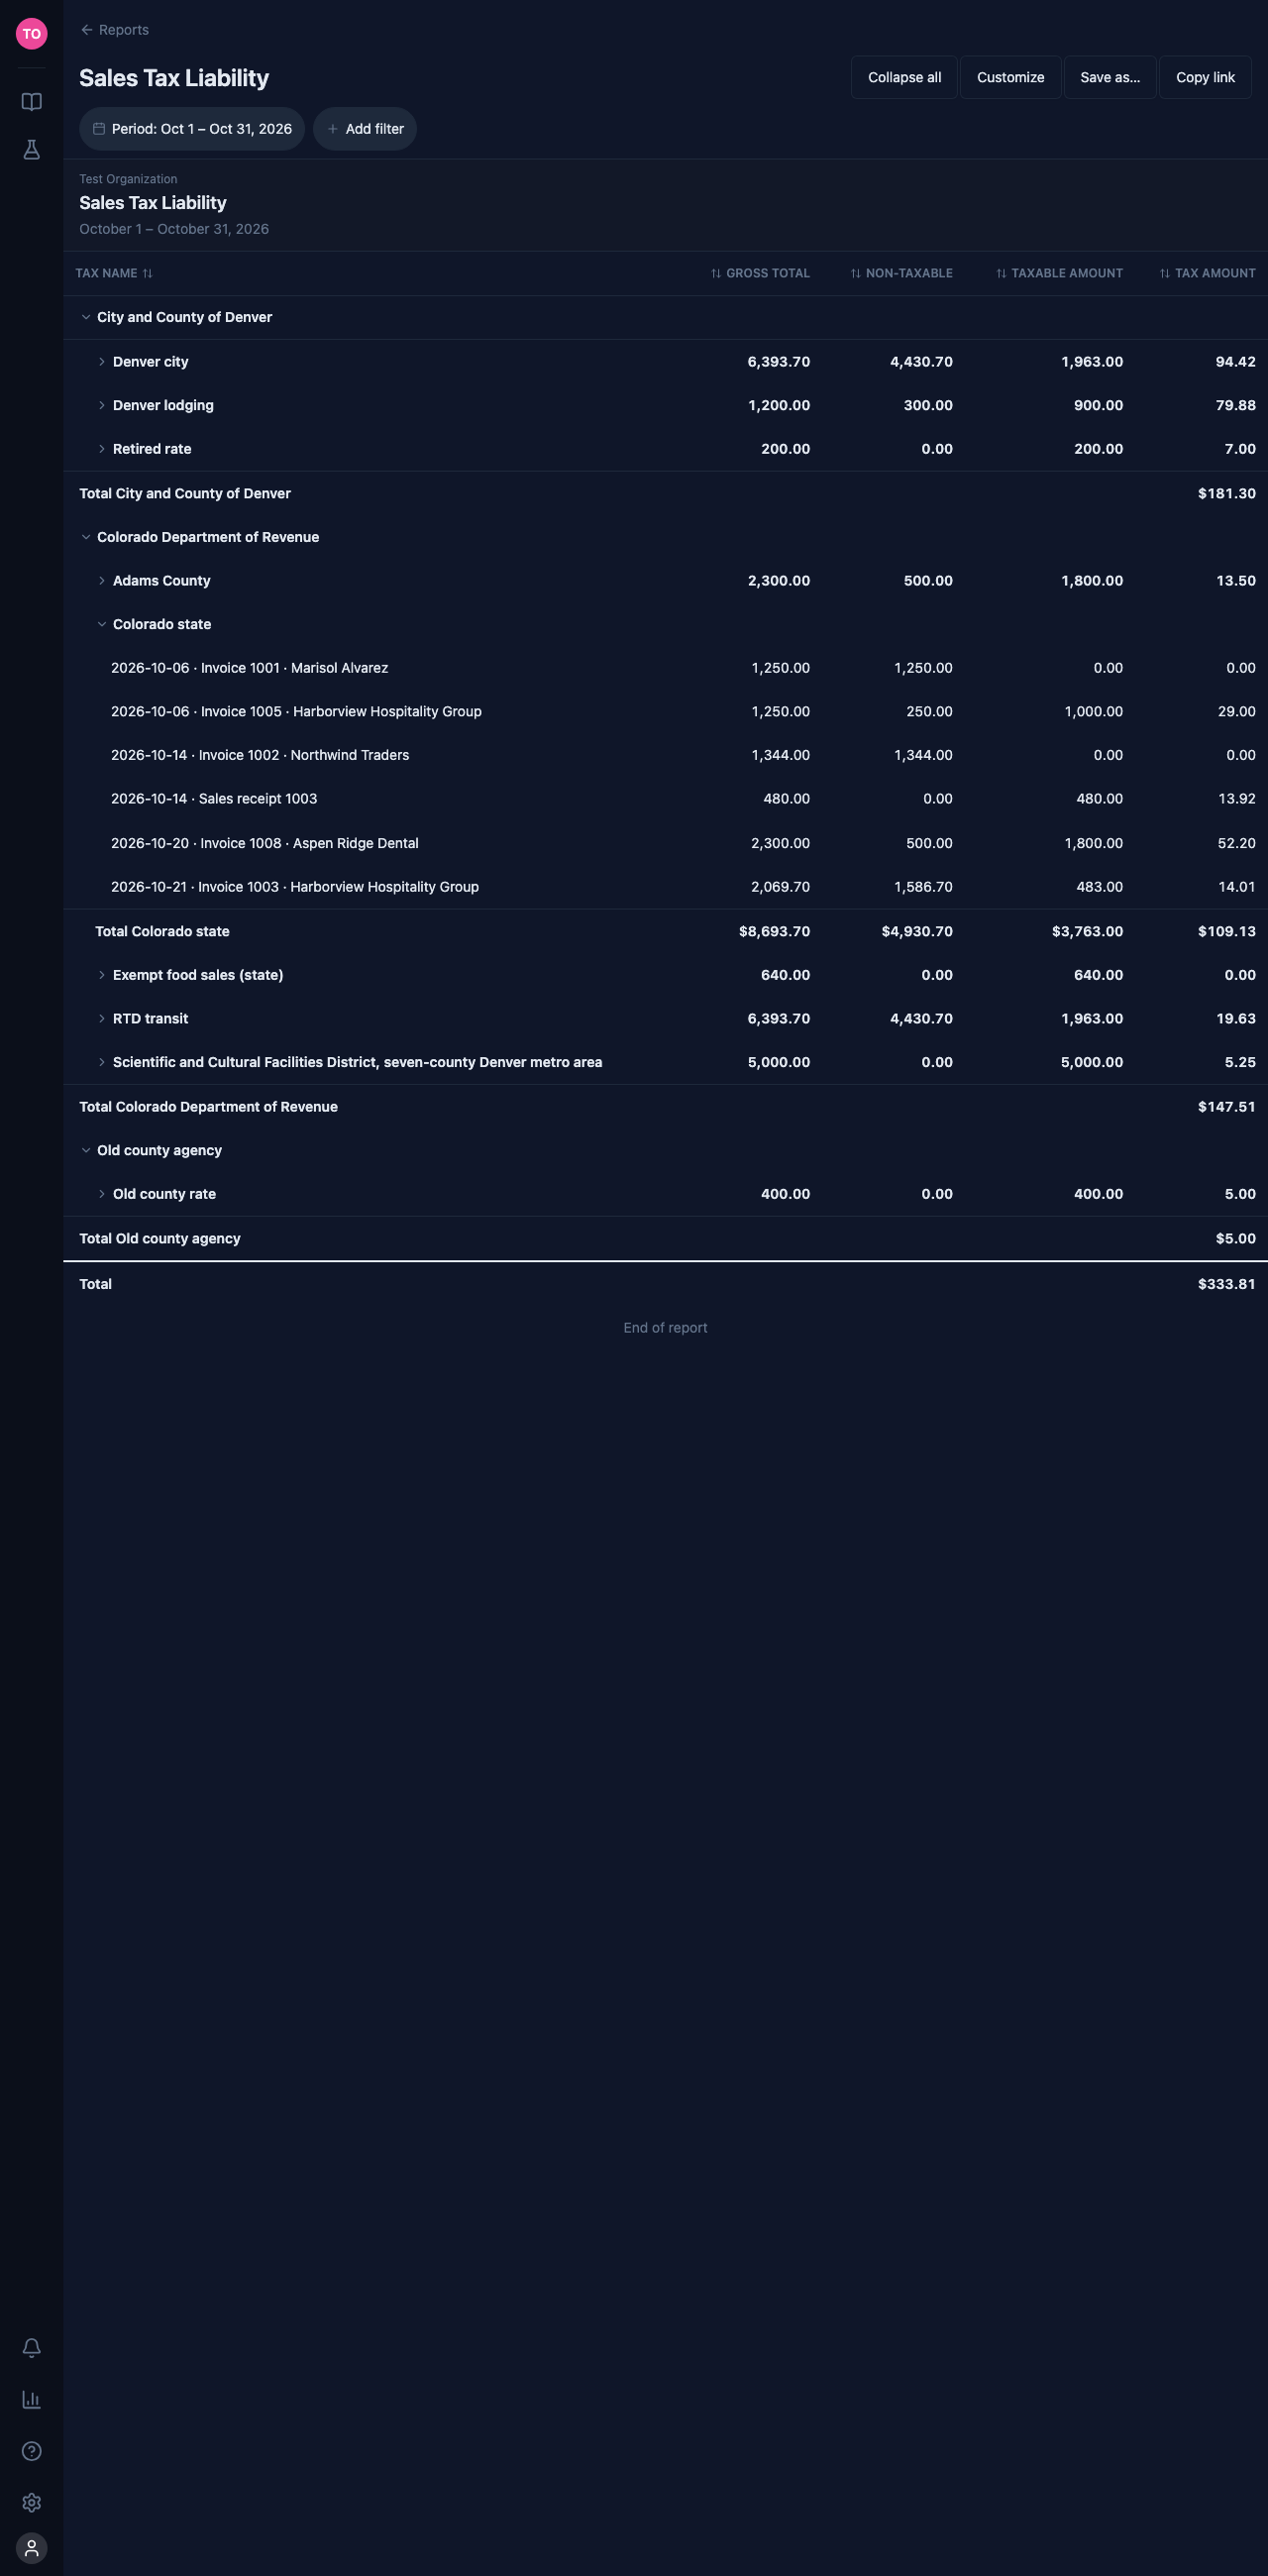 TO
Reports
Sales Tax Liability
Collapse all Customize Save as... Copy link
Period: Oct 1 – Oct 31, 2026 Add filter
Test Organization
Sales Tax Liability
October 1 – October 31, 2026
TAX NAME GROSS TOTAL NON-TAXABLE TAXABLE AMOUNT TAX AMOUNT
City and County of Denver
Denver city 6,393.70 4,430.70 1,963.00 94.42
Denver lodging 1,200.00 300.00 900.00 79.88
Retired rate 200.00 0.00 200.00 7.00
Total City and County of Denver $181.30
Colorado Department of Revenue
Adams County 2,300.00 500.00 1,800.00 13.50
Colorado state
2026-10-06 · Invoice 1001 · Marisol Alvarez 1,250.00 1,250.00 0.00 0.00
2026-10-06 · Invoice 1005 · Harborview Hospitality Group 1,250.00 250.00 1,000.00 29.00
2026-10-14 · Invoice 1002 · Northwind Traders 1,344.00 1,344.00 0.00 0.00
2026-10-14 · Sales receipt 1003 480.00 0.00 480.00 13.92
2026-10-20 · Invoice 1008 · Aspen Ridge Dental 2,300.00 500.00 1,800.00 52.20
2026-10-21 · Invoice 1003 · Harborview Hospitality Group 2,069.70 1,586.70 483.00 14.01
Total Colorado state $8,693.70 $4,930.70 $3,763.00 $109.13
Exempt food sales (state) 640.00 0.00 640.00 0.00
RTD transit 6,393.70 4,430.70 1,963.00 19.63
Scientific and Cultural Facilities District, seven-county Denver metro area 5,000.00 0.00 5,000.00 5.25
Total Colorado Department of Revenue $147.51
Old county agency
Old county rate 400.00 0.00 400.00 5.00
Total Old county agency $5.00
Total $333.81
End of report